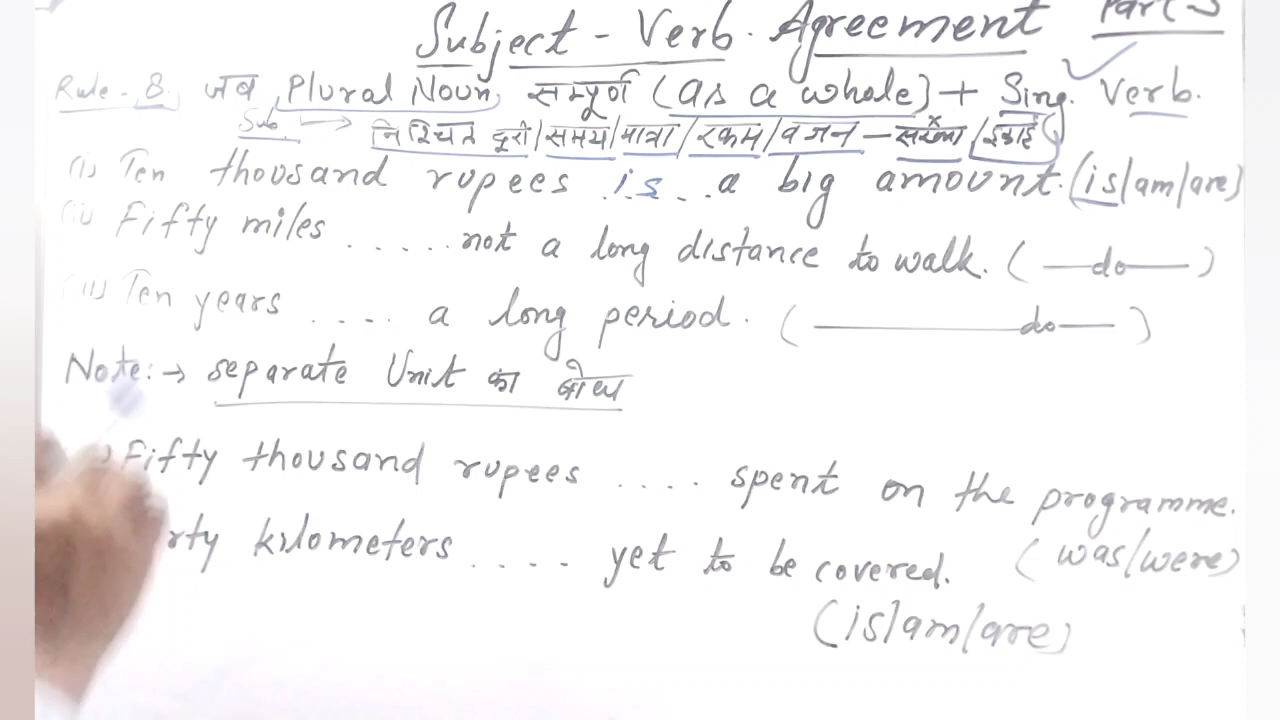 Subject - Verb. Agreement Part-3
Rule - 8. जब Plural Noun, सम्पूर्ण (as a whole) + Sing. Verb.
Sub. → निश्चित दूरी/समय/मात्रा/रकम/वजन – संख्या/इकाई
(i) Ten thousand rupees ..is... a big amount. (is/am/are)
(ii) Fifty miles ..... not a long distance to walk. ( —do— )
(iii) Ten years .... a long period. ( —do— )
Note:→ separate Unit का बोध
Fifty thousand rupees .... spent on the programme.
(was/were)
rty kilometers .... yet to be covered.
(is/am/are)